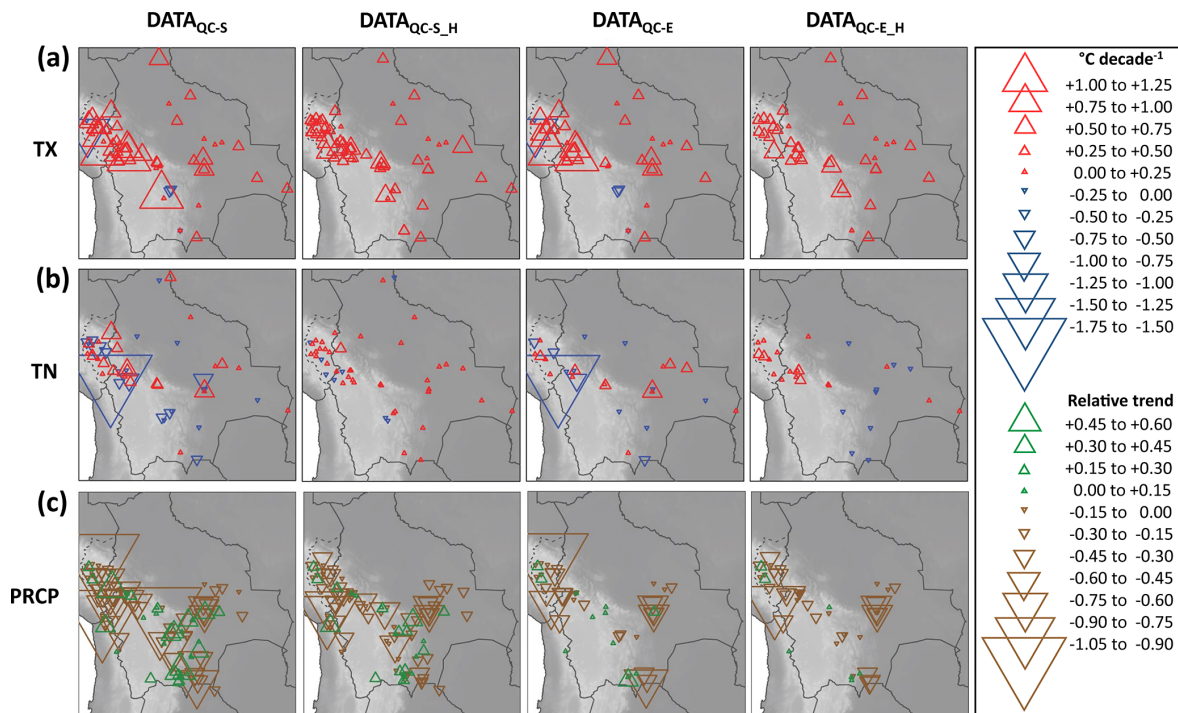 DATAQC-S DATAQC-S_H DATAQC-E DATAQC-E_H
(a)
TX
(b)
TN
(c)
PRCP
°C decade-1
+1.00 to +1.25
+0.75 to +1.00
+0.50 to +0.75
+0.25 to +0.50
0.00 to +0.25
-0.25 to 0.00
-0.50 to -0.25
-0.75 to -0.50
-1.00 to -0.75
-1.25 to -1.00
-1.50 to -1.25
-1.75 to -1.50
Relative trend
+0.45 to +0.60
+0.30 to +0.45
+0.15 to +0.30
0.00 to +0.15
-0.15 to 0.00
-0.30 to -0.15
-0.45 to -0.30
-0.60 to -0.45
-0.75 to -0.60
-0.90 to -0.75
-1.05 to -0.90